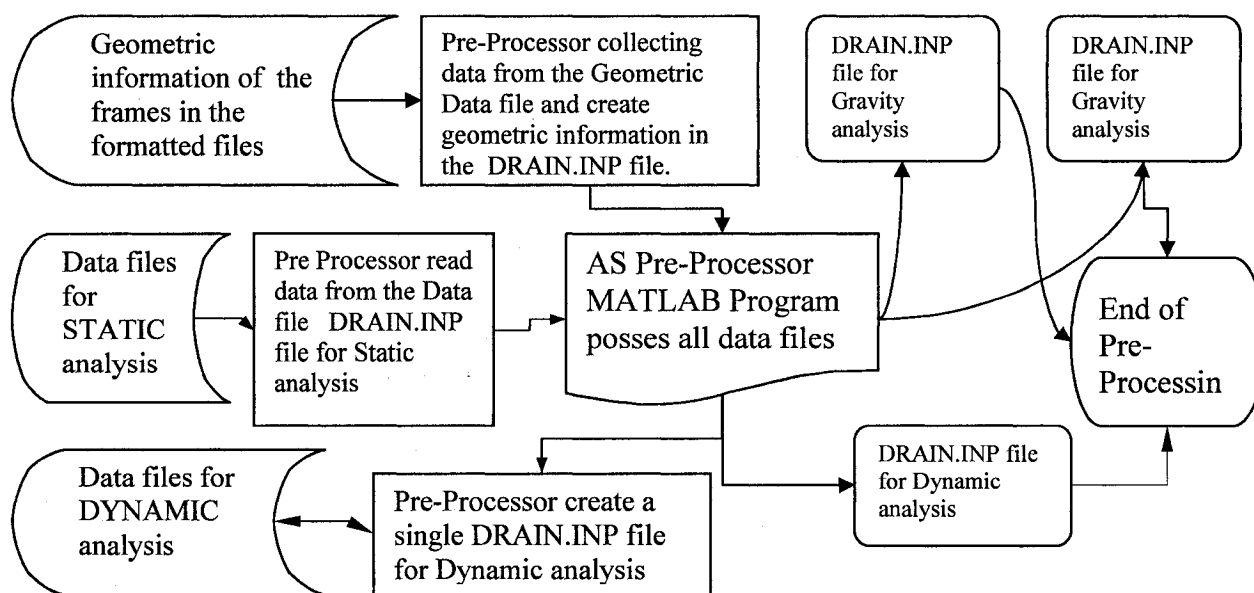 Geometric
information of the
frames in the
formatted files
Pre-Processor collecting
data from the Geometric
Data file and create
geometric information in
the DRAIN.INP file.
DRAIN.INP
file for
Gravity
analysis
DRAIN.INP
file for
Gravity
analysis
Data files
for
STATIC
analysis
Pre Processor read
data from the Data
file DRAIN.INP
file for Static
analysis
AS Pre-Processor
MATLAB Program
posses all data files
End of
Pre-
Processin
Data files for
DYNAMIC
analysis
Pre-Processor create a
single DRAIN.INP file
for Dynamic analysis
DRAIN.INP file
for Dynamic
analysis